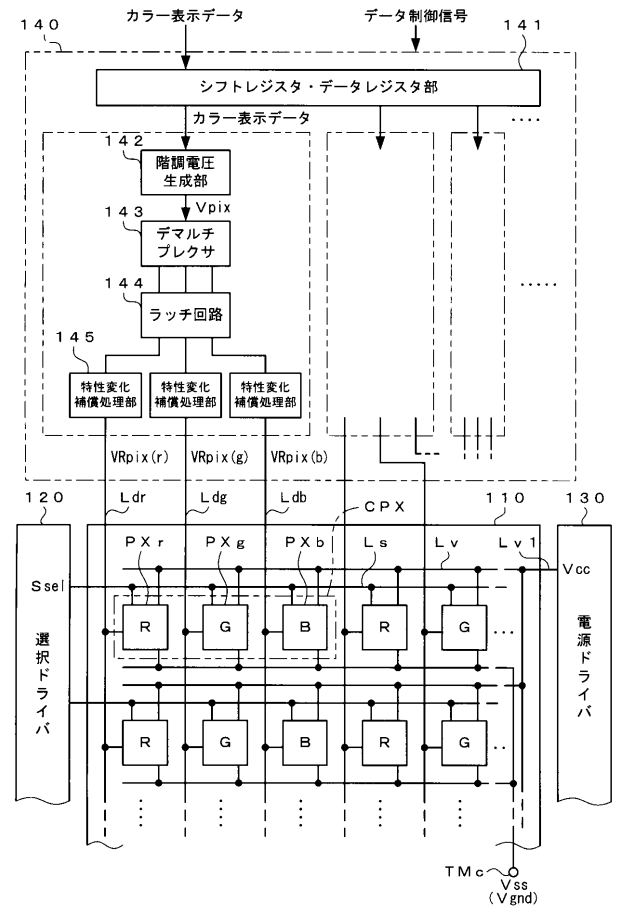 カラー表示データ
データ制御信号
140
141
シフトレジスタ・データレジスタ部
カラー表示データ
142
階調電圧
生成部
Vpix
143
デマルチ
プレクサ
144
ラッチ回路
145
特性変化
補償処理部
特性変化
補償処理部
特性変化
補償処理部
VRpix(r)
VRpix(g)
VRpix(b)
120
Ldr
Ldg
Ldb
110
130
CPX
PXr
PXg
PXb
Ls
Lv
Lv1
Ssel
Vcc
R
G
B
R
G
選択ドライバ
電源ドライバ
R
G
B
R
G
TMc
Vss
(Vgnd)